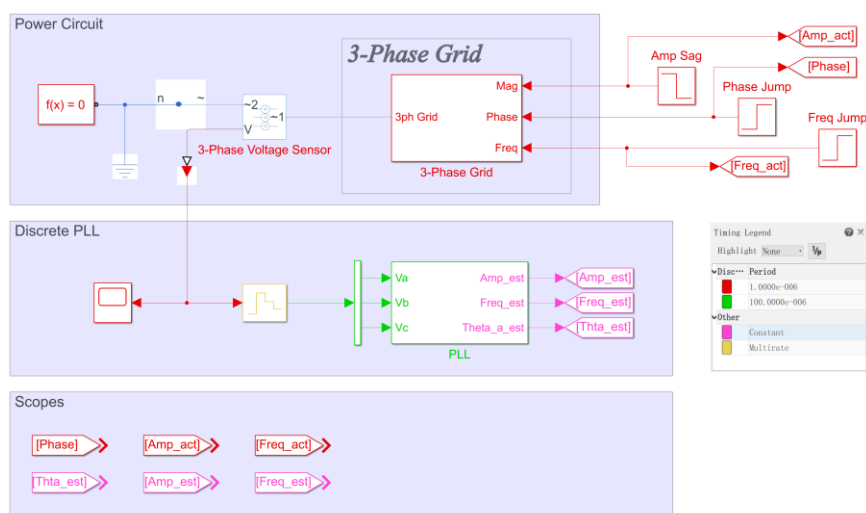 Power Circuit
3-Phase Grid
[Amp_act]
Amp Sag
[Phase]
Phase Jump
Freq Jump
[Freq_act]
f(x) = 0
n
~
~2
~1
V
3-Phase Voltage Sensor
3ph Grid
Mag
Phase
Freq
3-Phase Grid
Discrete PLL
Va
Vb
Vc
Amp_est
Freq_est
Theta_a_est
PLL
[Amp_est]
[Freq_est]
[Thta_est]
Timing Legend
Highlight None
1/p
Disc··· Period
1.0000e-006
100.0000e-006
Other
Constant
Multirate
Scopes
[Phase] [Amp_act] [Freq_act]
[Thta_est] [Amp_est] [Freq_est]